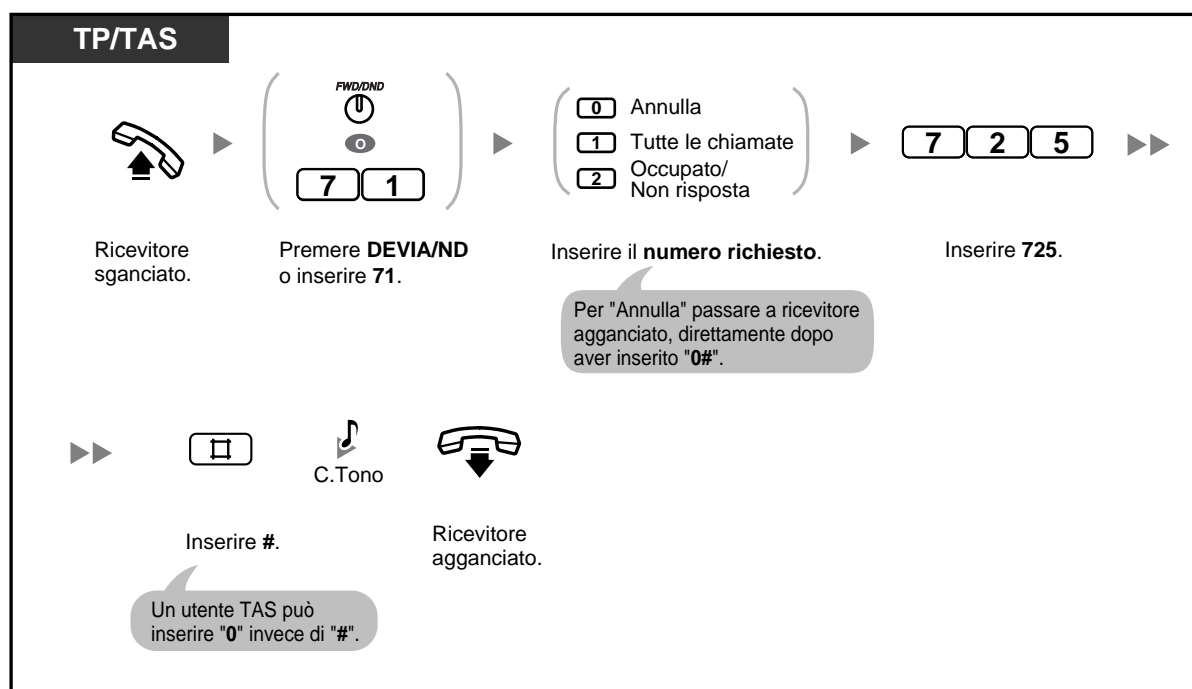 TP/TAS
FWD/DND
O
7 1
0 Annulla
1 Tutte le chiamate
2 Occupato/
Non risposta
7 2 5
Ricevitore
sganciato.
Premere DEVIA/ND
o inserire 71.
Inserire il numero richiesto.
Per "Annulla" passare a ricevitore
agganciato, direttamente dopo
aver inserito "0#".
Inserire 725.
#
C.Tono
Inserire #.
Un utente TAS può
inserire "0" invece di "#".
Ricevitore
agganciato.